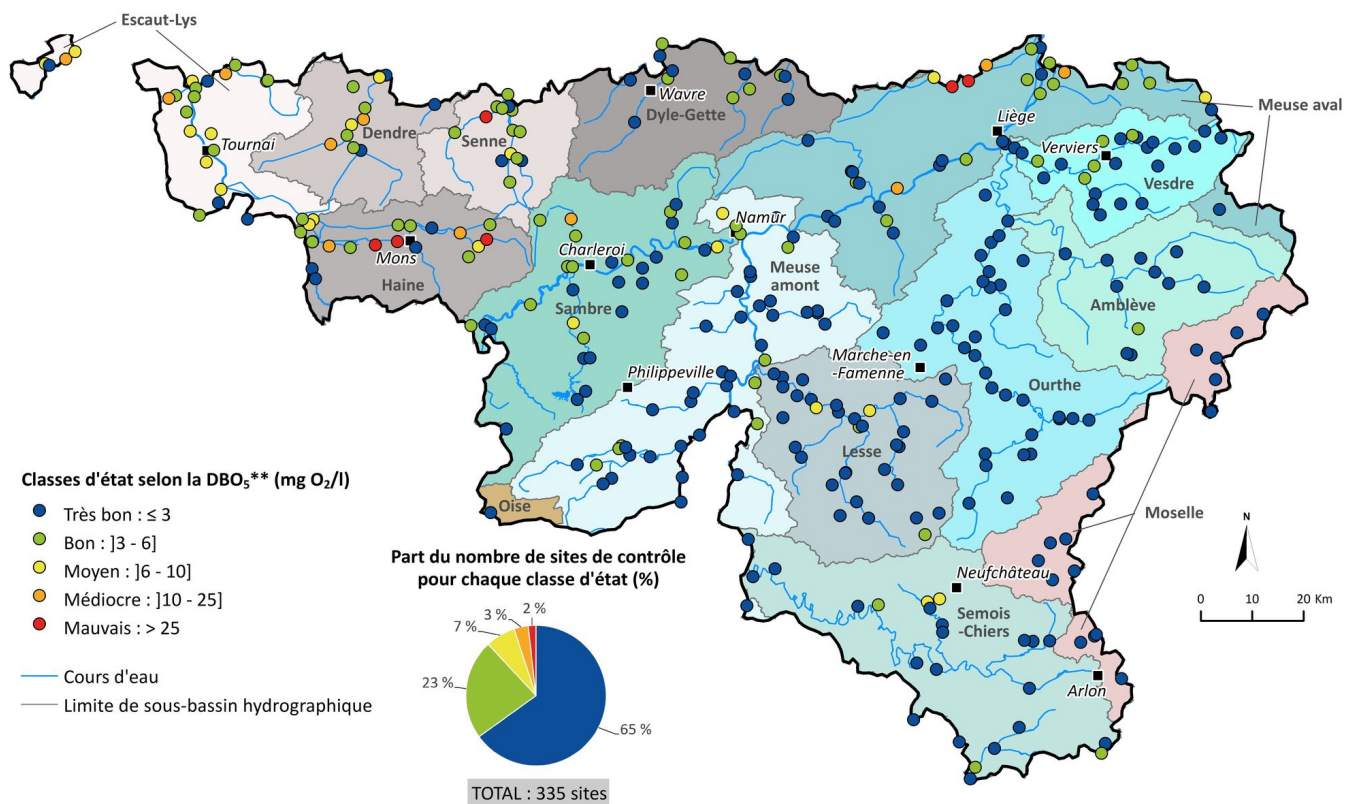 Escaut-Lys
Wavre
Dyle-Gette
Meuse aval
Liège
Dendre
Senne
Tournai
Verviers
Vesdre
Namur
Mons
Charleroi
Meuse
amont
Haine
Amblève
Sambre
Marche-en
-Famenne
Philippeville
Ourthe
Lesse
Classes d'état selon la DBO₅** (mg O₂/l)
Très bon : ≤ 3
Bon : ]3 - 6]
Moyen : ]6 - 10]
Médiocre : ]10 - 25]
Mauvais : > 25
Cours d'eau
Limite de sous-bassin hydrographique
Oise
Moselle
N
Part du nombre de sites de contrôle
pour chaque classe d'état (%)
Neufchâteau
0 10 20 Km
Semois
-Chiers
3 %
2 %
7 %
23 %
65 %
Arlon
TOTAL : 335 sites